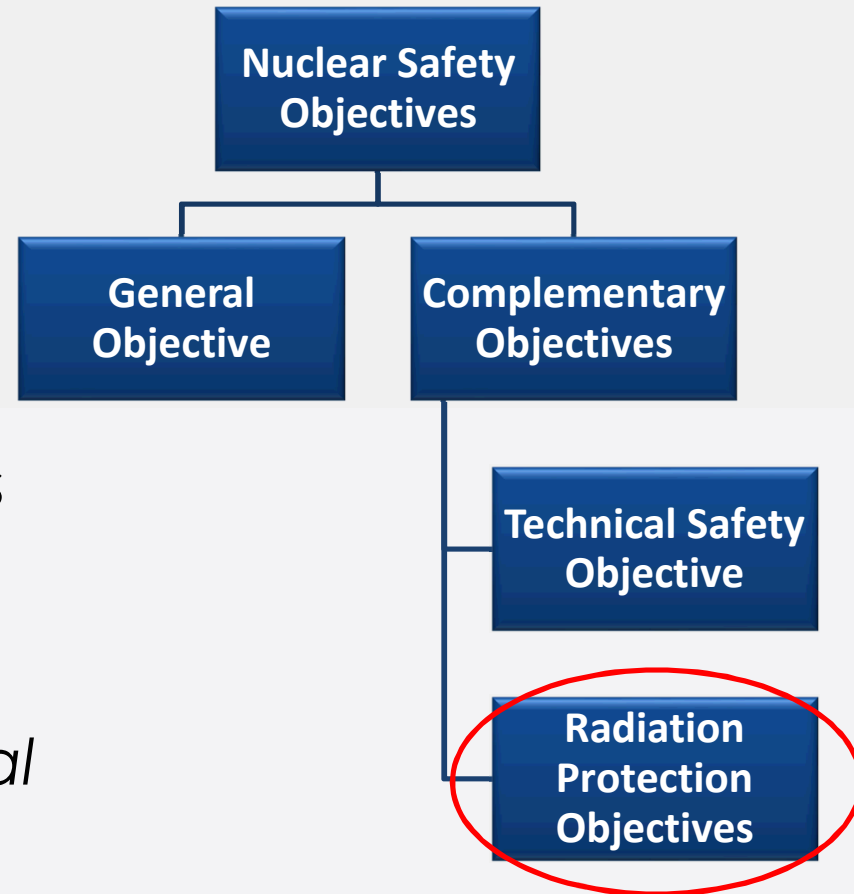 Nuclear Safety
Objectives
General
Objective
Complementary
Objectives
Technical Safety
Objective
Radiation
Protection
Objectives